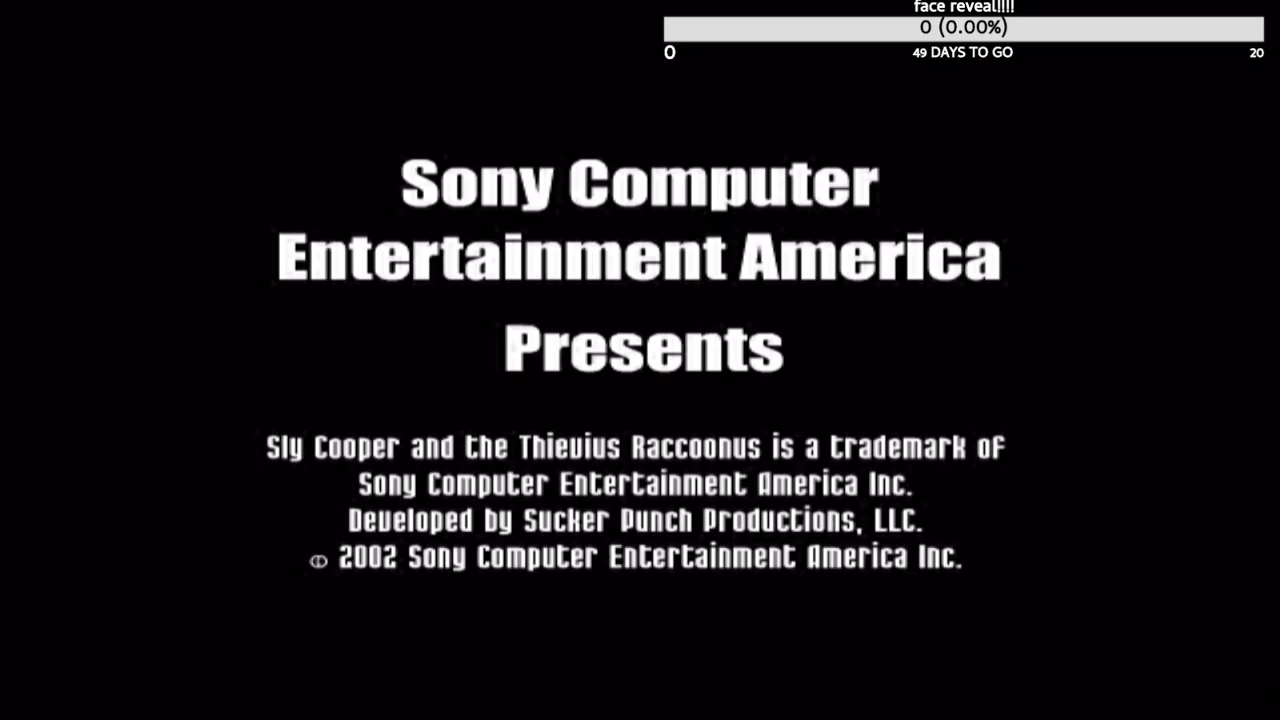 face reveal!!!!
0 (0.00%)
0 49 DAYS TO GO 20
Sony Computer
Entertainment America
Presents
Sly Cooper and the Thievius Raccoonus is a trademark of
Sony Computer Entertainment America Inc.
Developed by Sucker Punch Productions, LLC.
© 2002 Sony Computer Entertainment America Inc.